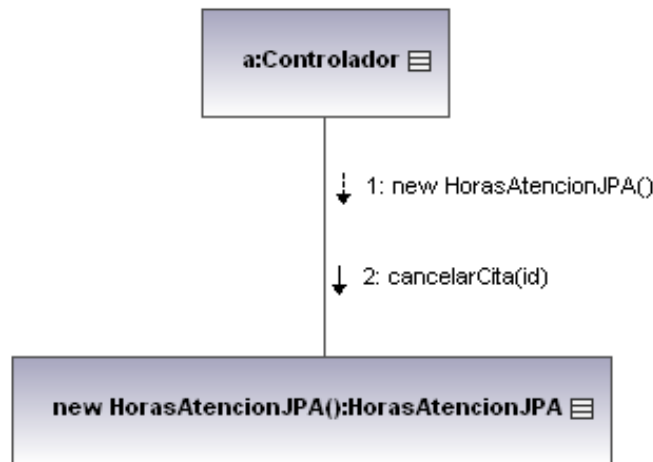 a:Controlador
1: new HorasAtencionJPA()
2: cancelarCita(id)
new HorasAtencionJPA():HorasAtencionJPA